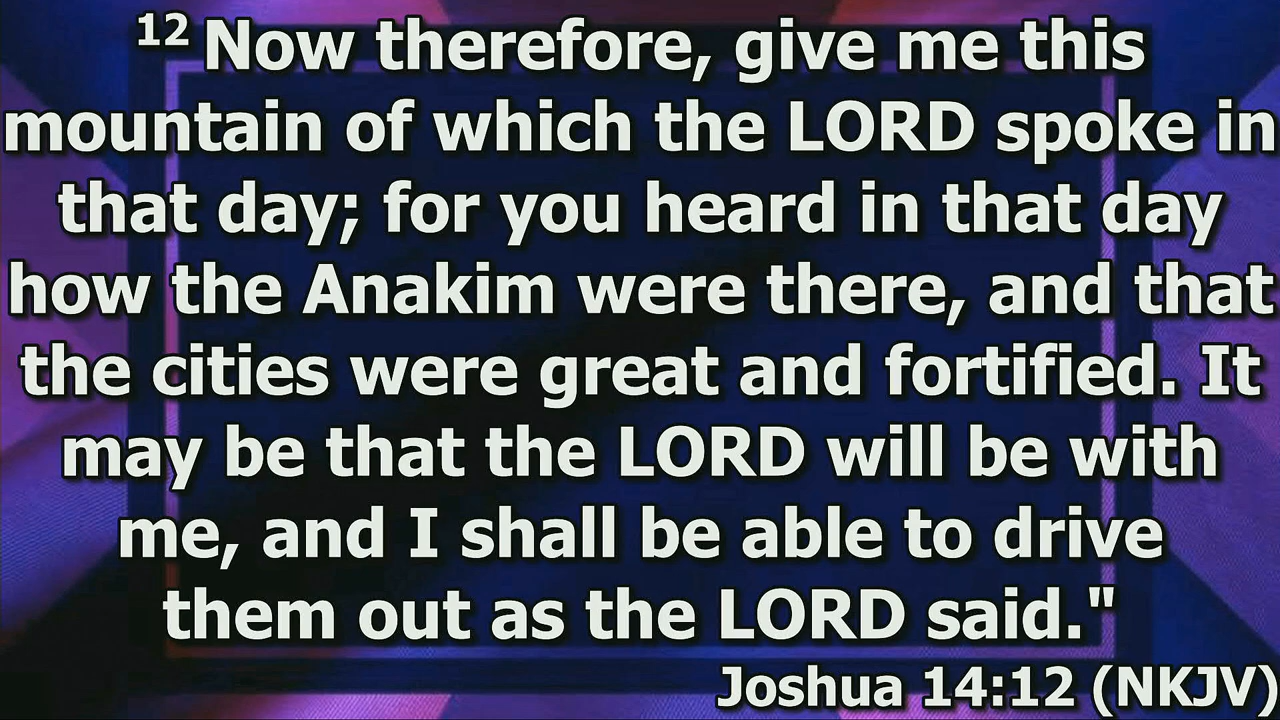 12 Now therefore, give me this
mountain of which the LORD spoke in
that day; for you heard in that day
how the Anakim were there, and that
the cities were great and fortified. It
may be that the LORD will be with
me, and I shall be able to drive
them out as the LORD said."
Joshua 14:12 (NKJV)